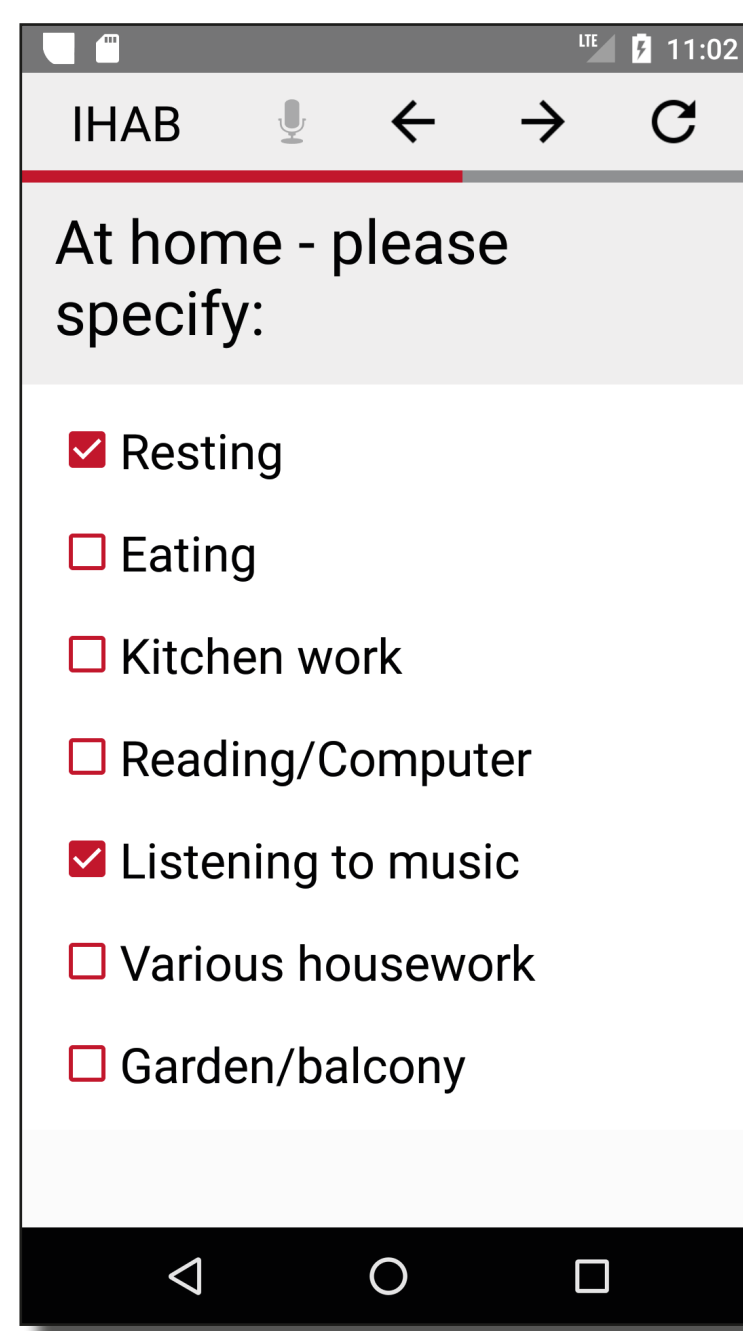 LTE 11:02
IHAB
At home - please
specify:
Resting
Eating
Kitchen work
Reading/Computer
Listening to music
Various housework
Garden/balcony